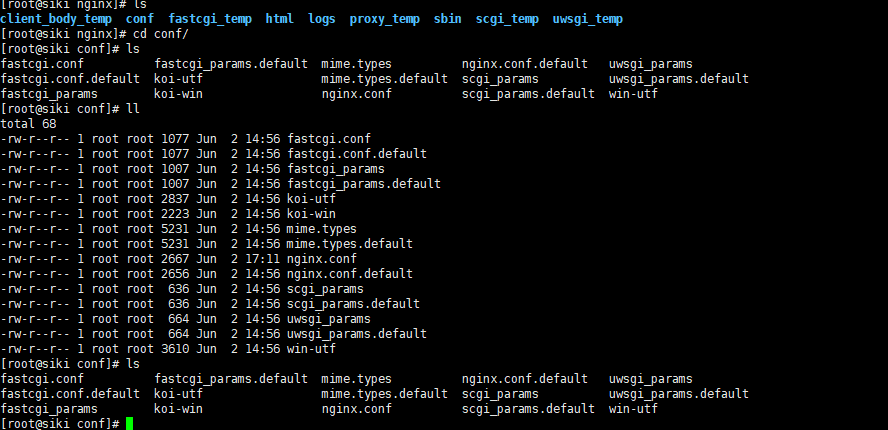 [root@siki nginx]# ls
client_body_temp  conf  fastcgi_temp  html  logs  proxy_temp  sbin  scgi_temp  uwsgi_temp
[root@siki nginx]# cd conf/
[root@siki conf]# ls
fastcgi.conf          fastcgi_params.default  mime.types          nginx.conf.default   uwsgi_params
fastcgi.conf.default  koi-utf                 mime.types.default  scgi_params          uwsgi_params.default
fastcgi_params        koi-win                 nginx.conf          scgi_params.default  win-utf
[root@siki conf]# ll
total 68
-rw-r--r-- 1 root root 1077 Jun  2 14:56 fastcgi.conf
-rw-r--r-- 1 root root 1077 Jun  2 14:56 fastcgi.conf.default
-rw-r--r-- 1 root root 1007 Jun  2 14:56 fastcgi_params
-rw-r--r-- 1 root root 1007 Jun  2 14:56 fastcgi_params.default
-rw-r--r-- 1 root root 2837 Jun  2 14:56 koi-utf
-rw-r--r-- 1 root root 2223 Jun  2 14:56 koi-win
-rw-r--r-- 1 root root 5231 Jun  2 14:56 mime.types
-rw-r--r-- 1 root root 5231 Jun  2 14:56 mime.types.default
-rw-r--r-- 1 root root 2667 Jun  2 17:11 nginx.conf
-rw-r--r-- 1 root root 2656 Jun  2 14:56 nginx.conf.default
-rw-r--r-- 1 root root  636 Jun  2 14:56 scgi_params
-rw-r--r-- 1 root root  636 Jun  2 14:56 scgi_params.default
-rw-r--r-- 1 root root  664 Jun  2 14:56 uwsgi_params
-rw-r--r-- 1 root root  664 Jun  2 14:56 uwsgi_params.default
-rw-r--r-- 1 root root 3610 Jun  2 14:56 win-utf
[root@siki conf]# ls
fastcgi.conf          fastcgi_params.default  mime.types          nginx.conf.default   uwsgi_params
fastcgi.conf.default  koi-utf                 mime.types.default  scgi_params          uwsgi_params.default
fastcgi_params        koi-win                 nginx.conf          scgi_params.default  win-utf
[root@siki conf]#